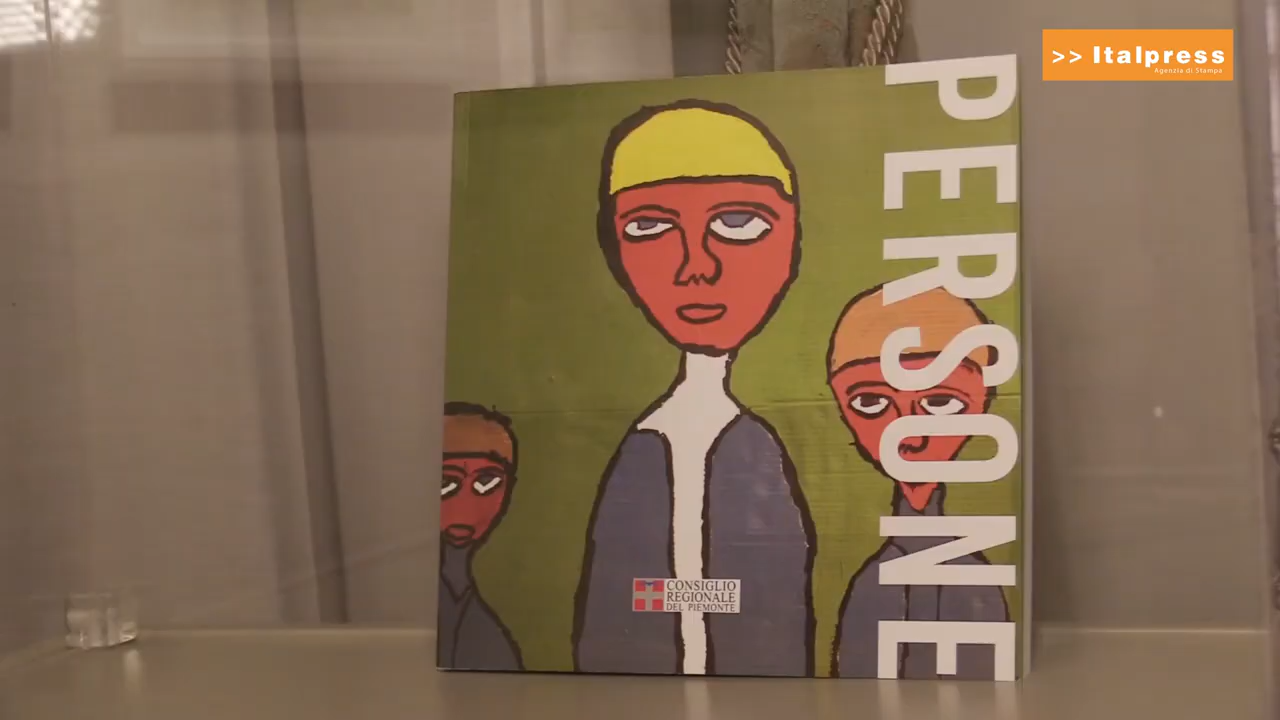 >> Italpress
Agenzia di Stampa
PERSONE
CONSIGLIO
REGIONALE
DEL PIEMONTE